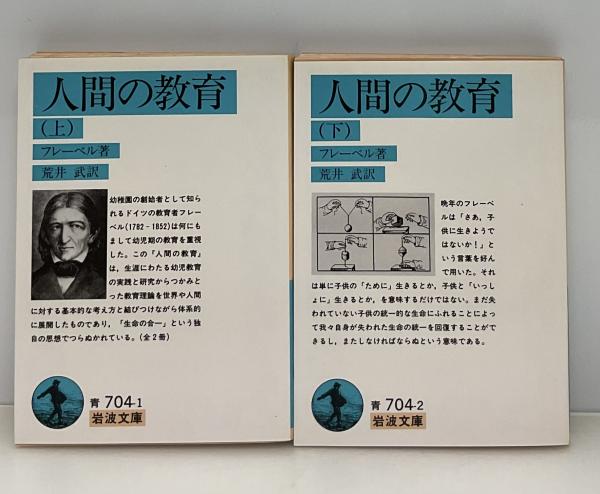 人間の教育
（上）
フレーベル著
荒井 武訳
幼稚園の創始者として知ら
れるドイツの教育者フレー
ベル(1782－1852)は何にも
まして幼児期の教育を重視
した。この「人間の教育」
は，生涯にわたる幼児教育
の実践と研究からつかみと
った教育理論を世界や人間
に対する基本的な考え方と結びつけながら体系的
に展開したものであり，「生命の合一」という独
自の思想でつらぬかれている。(全2冊)
青 704-1
岩波文庫
人間の教育
（下）
フレーベル著
荒井 武訳
晩年のフレーベ
ルは「さあ，子
供に生きようで
はないか！」と
いう言葉を好ん
で用いた。それ
は単に子供の「ために」生きるとか，子供と「いっし
ょに」生きるとか，を意味するだけではない。まだ失
われていない子供の統一的な生命にふれることによっ
て我々自身が失われた生命の統一を回復することがで
きるし，またしなければならぬという意味である。
青 704-2
岩波文庫